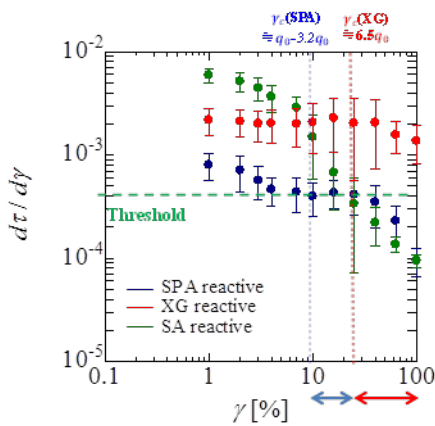 γc(SPA)
≒ q0-3.2q0
γc(XG)
≒ 6.5q0
10-2
10-3
10-4
10-5
dτ / dγ
Threshold
SPA reactive
XG reactive
SA reactive
0.1 1 10 100
γ [%]